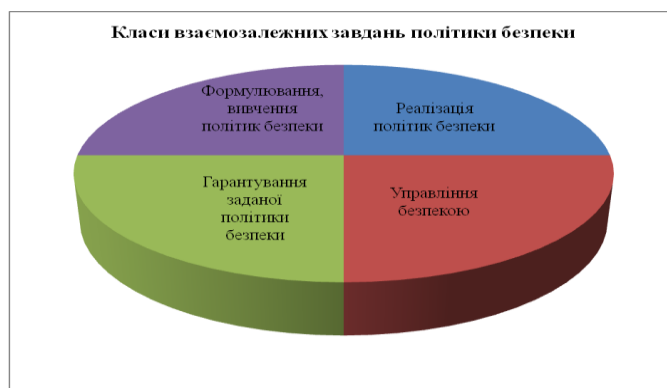 Класи взаємозалежних завдань політики безпеки
Формулювання,
вивчення
політик безпеки
Реалізація
політик безпеки
Гарантування
заданої
політики
безпеки
Управління
безпекою